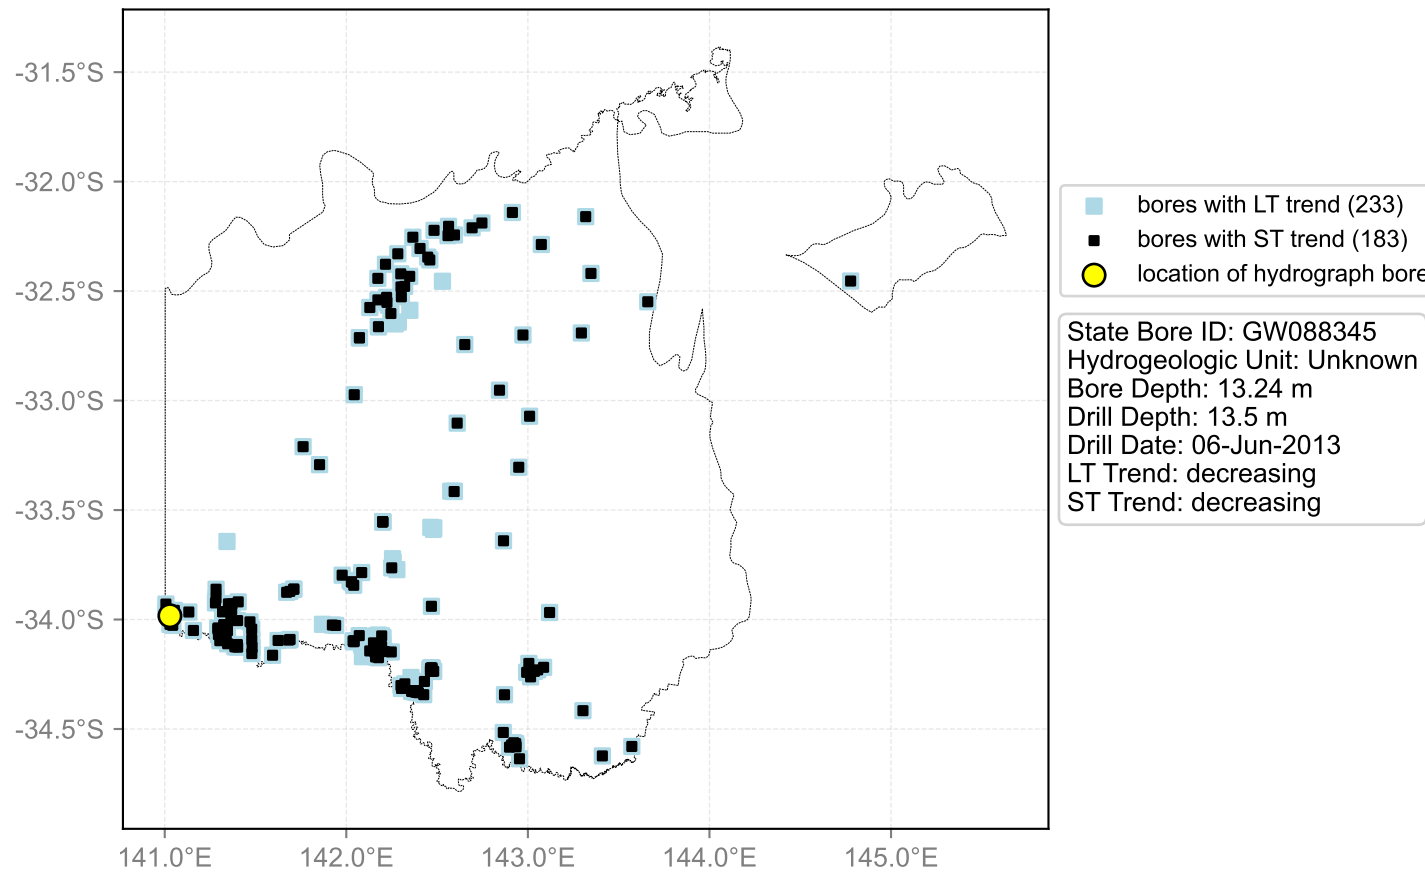 -31.5°S
-32.0°S
-32.5°S
-33.0°S
-33.5°S
-34.0°S
-34.5°S
141.0°E 142.0°E 143.0°E 144.0°E 145.0°E
bores with LT trend (233)
bores with ST trend (183)
location of hydrograph bore
State Bore ID: GW088345
Hydrogeologic Unit: Unknown
Bore Depth: 13.24 m
Drill Depth: 13.5 m
Drill Date: 06-Jun-2013
LT Trend: decreasing
ST Trend: decreasing